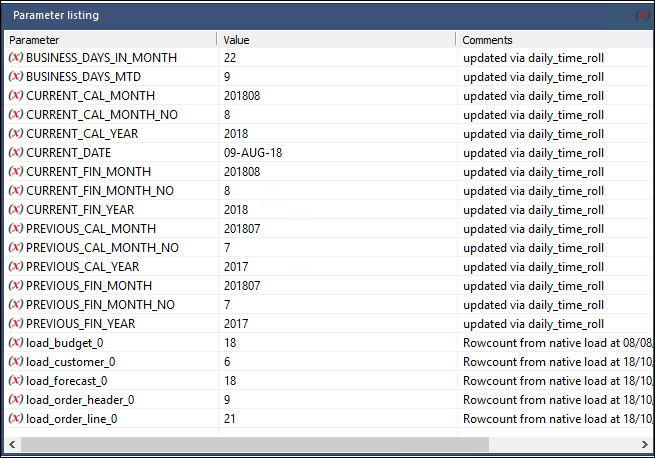 Parameter listing
Parameter Value Comments
(x) BUSINESS_DAYS_IN_MONTH 22 updated via daily_time_roll
(x) BUSINESS_DAYS_MTD 9 updated via daily_time_roll
(x) CURRENT_CAL_MONTH 201808 updated via daily_time_roll
(x) CURRENT_CAL_MONTH_NO 8 updated via daily_time_roll
(x) CURRENT_CAL_YEAR 2018 updated via daily_time_roll
(x) CURRENT_DATE 09-AUG-18 updated via daily_time_roll
(x) CURRENT_FIN_MONTH 201808 updated via daily_time_roll
(x) CURRENT_FIN_MONTH_NO 8 updated via daily_time_roll
(x) CURRENT_FIN_YEAR 2018 updated via daily_time_roll
(x) PREVIOUS_CAL_MONTH 201807 updated via daily_time_roll
(x) PREVIOUS_CAL_MONTH_NO 7 updated via daily_time_roll
(x) PREVIOUS_CAL_YEAR 2017 updated via daily_time_roll
(x) PREVIOUS_FIN_MONTH 201807 updated via daily_time_roll
(x) PREVIOUS_FIN_MONTH_NO 7 updated via daily_time_roll
(x) PREVIOUS_FIN_YEAR 2017 updated via daily_time_roll
(x) load_budget_0 18 Rowcount from native load at 08/08,
(x) load_customer_0 6 Rowcount from native load at 18/10,
(x) load_forecast_0 18 Rowcount from native load at 18/10,
(x) load_order_header_0 9 Rowcount from native load at 18/10,
(x) load_order_line_0 21 Rowcount from native load at 18/10,